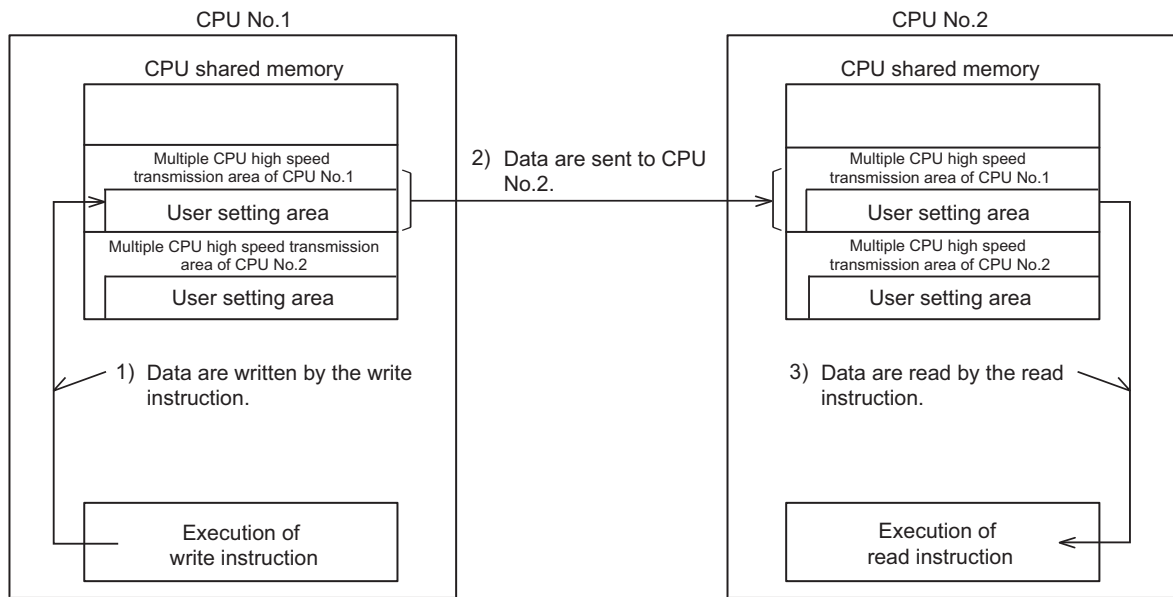 CPU No.1
CPU shared memory
Multiple CPU high speed
transmission area of CPU No.1
User setting area
Multiple CPU high speed transmission
area of CPU No.2
User setting area
1) Data are written by the write
instruction.
Execution of
write instruction
2) Data are sent to CPU
No.2.
CPU No.2
CPU shared memory
Multiple CPU high speed
transmission area of CPU No.1
User setting area
Multiple CPU high speed
transmission area of CPU No.2
User setting area
3) Data are read by the read
instruction.
Execution of
read instruction